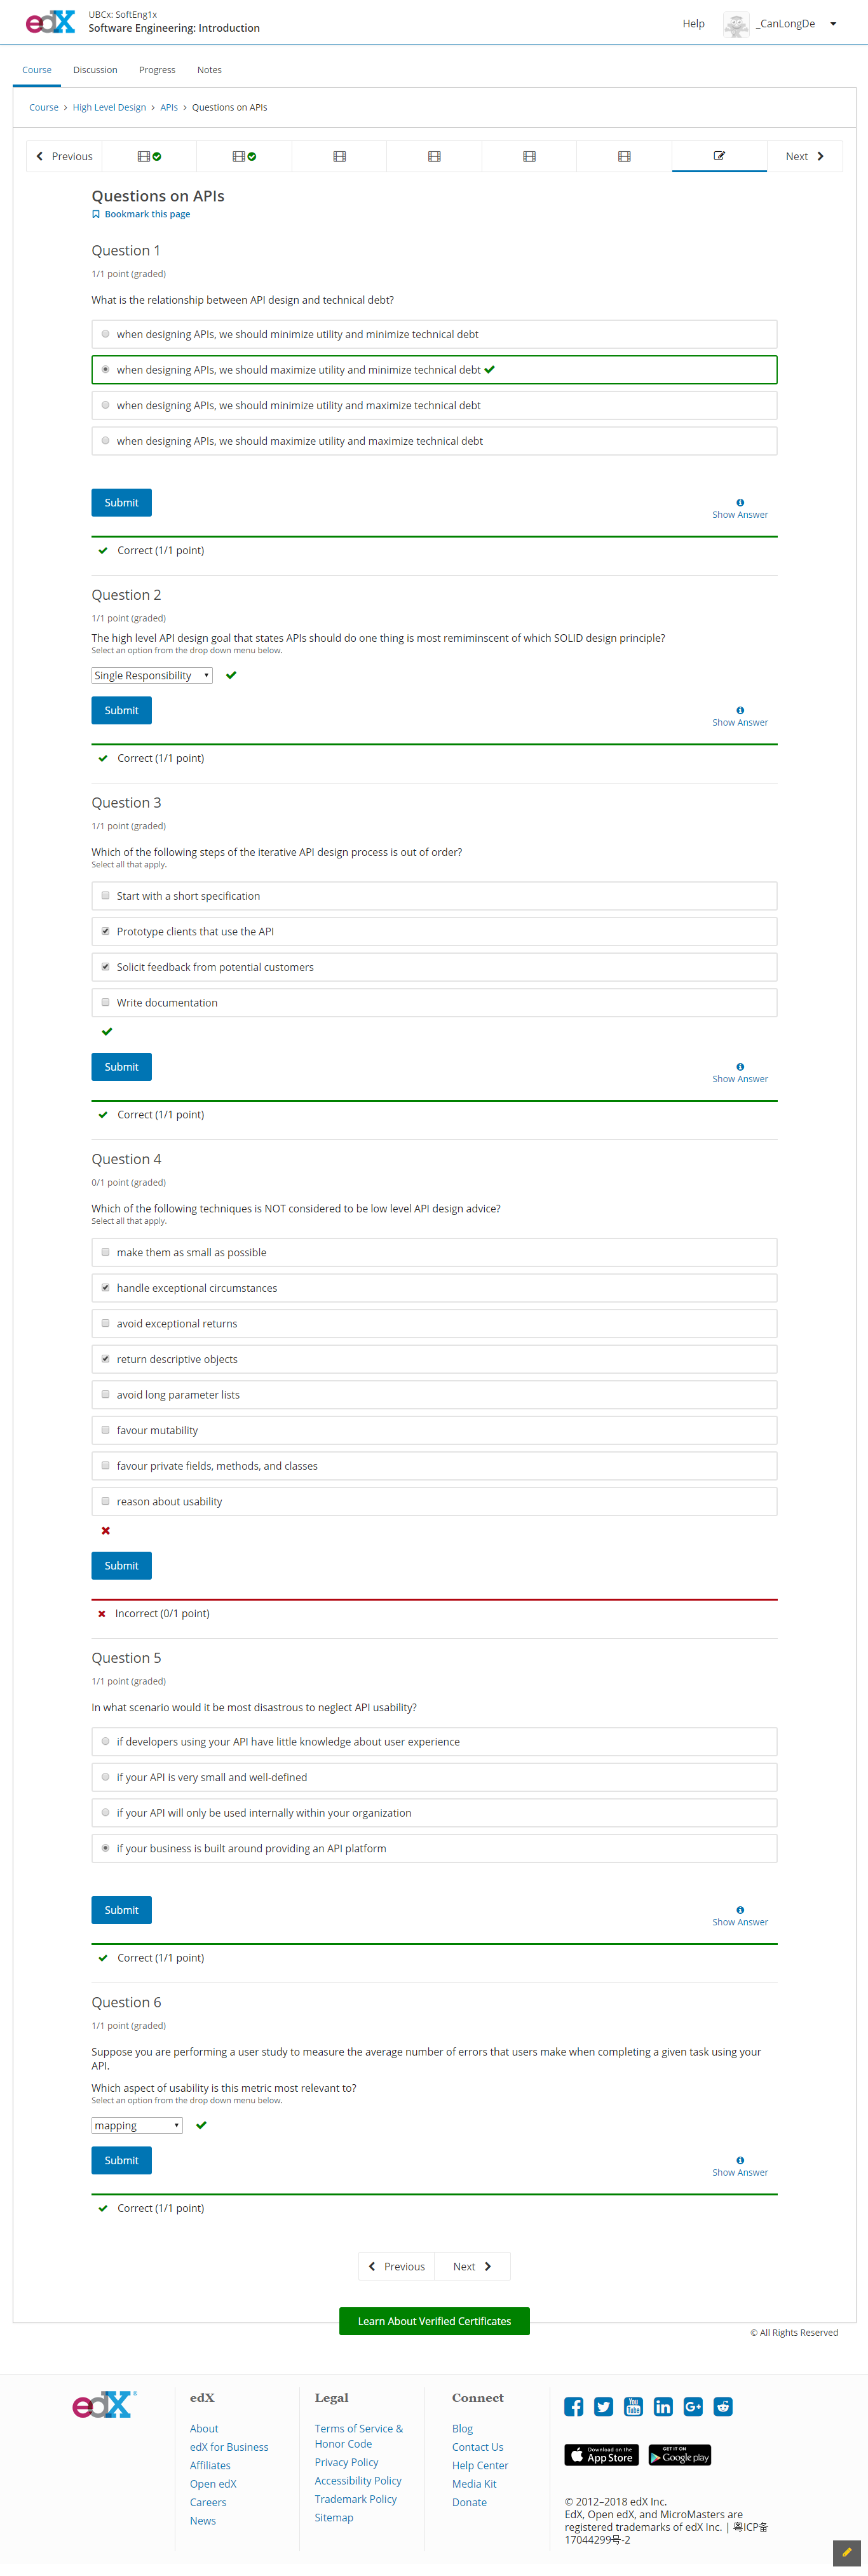 edX
UBCx: SoftEng1x
Software Engineering: Introduction
Help
_CanLongDe
Course
Discussion
Progress
Notes
Course > High Level Design > APIs > Questions on APIs
Previous
Next
Questions on APIs
Bookmark this page
Question 1
1/1 point (graded)
What is the relationship between API design and technical debt?
when designing APIs, we should minimize utility and minimize technical debt
when designing APIs, we should maximize utility and minimize technical debt
when designing APIs, we should minimize utility and maximize technical debt
when designing APIs, we should maximize utility and maximize technical debt
Submit
Show Answer
Correct (1/1 point)
Question 2
1/1 point (graded)
The high level API design goal that states APIs should do one thing is most remiminscent of which SOLID design principle?
Select an option from the drop down menu below.
Single Responsibility
Submit
Show Answer
Correct (1/1 point)
Question 3
1/1 point (graded)
Which of the following steps of the iterative API design process is out of order?
Select all that apply.
Start with a short specification
Prototype clients that use the API
Solicit feedback from potential customers
Write documentation
Submit
Show Answer
Correct (1/1 point)
Question 4
0/1 point (graded)
Which of the following techniques is NOT considered to be low level API design advice?
Select all that apply.
make them as small as possible
handle exceptional circumstances
avoid exceptional returns
return descriptive objects
avoid long parameter lists
favour mutability
favour private fields, methods, and classes
reason about usability
Submit
Incorrect (0/1 point)
Question 5
1/1 point (graded)
In what scenario would it be most disastrous to neglect API usability?
if developers using your API have little knowledge about user experience
if your API is very small and well-defined
if your API will only be used internally within your organization
if your business is built around providing an API platform
Submit
Show Answer
Correct (1/1 point)
Question 6
1/1 point (graded)
Suppose you are performing a user study to measure the average number of errors that users make when completing a given task using your
API.
Which aspect of usability is this metric most relevant to?
Select an option from the drop down menu below.
mapping
Submit
Show Answer
Correct (1/1 point)
Previous
Next
Learn About Verified Certificates
© All Rights Reserved
edX
edX
About
edX for Business
Affiliates
Open edX
Careers
News
Legal
Terms of Service &
Honor Code
Privacy Policy
Accessibility Policy
Trademark Policy
Sitemap
Connect
Blog
Contact Us
Help Center
Media Kit
Donate
You
Tube
in
G+
Download on the
App Store
GET IT ON
Google play
© 2012–2018 edX Inc.
EdX, Open edX, and MicroMasters are
registered trademarks of edX Inc. | 粤ICP备
17044299号-2